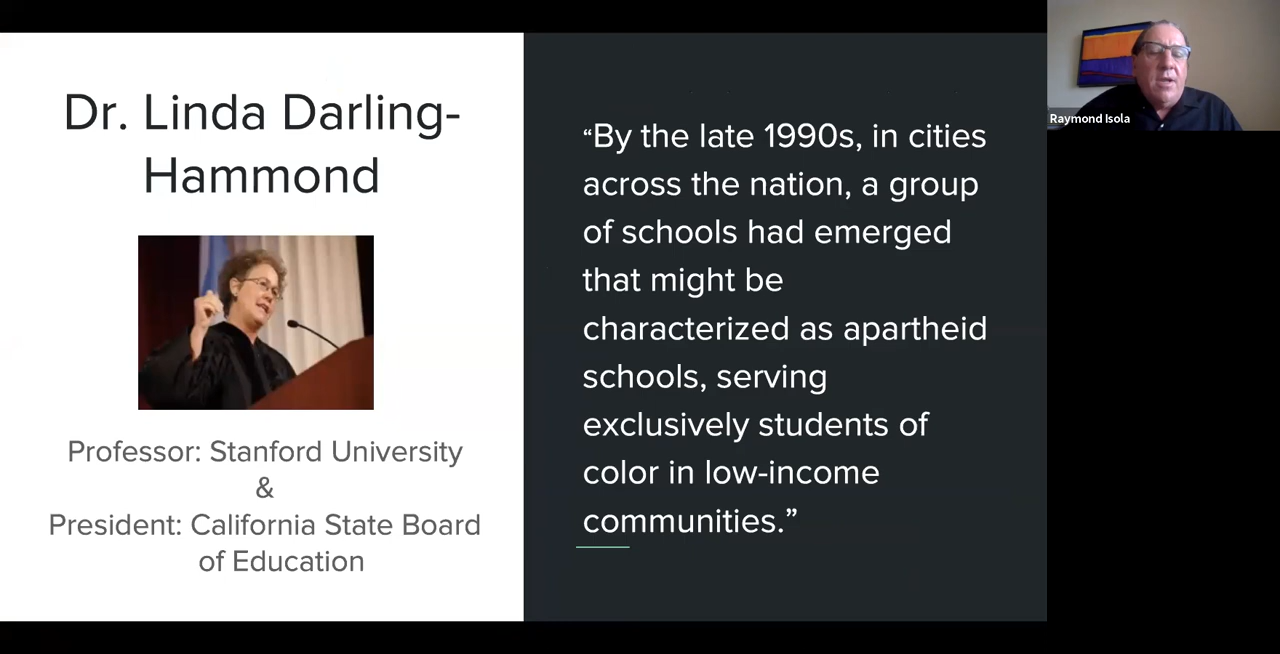 Dr. Linda Darling-
Hammond
Professor: Stanford University
&
President: California State Board
of Education
“By the late 1990s, in cities
across the nation, a group
of schools had emerged
that might be
characterized as apartheid
schools, serving
exclusively students of
color in low-income
communities.”
Raymond Isola